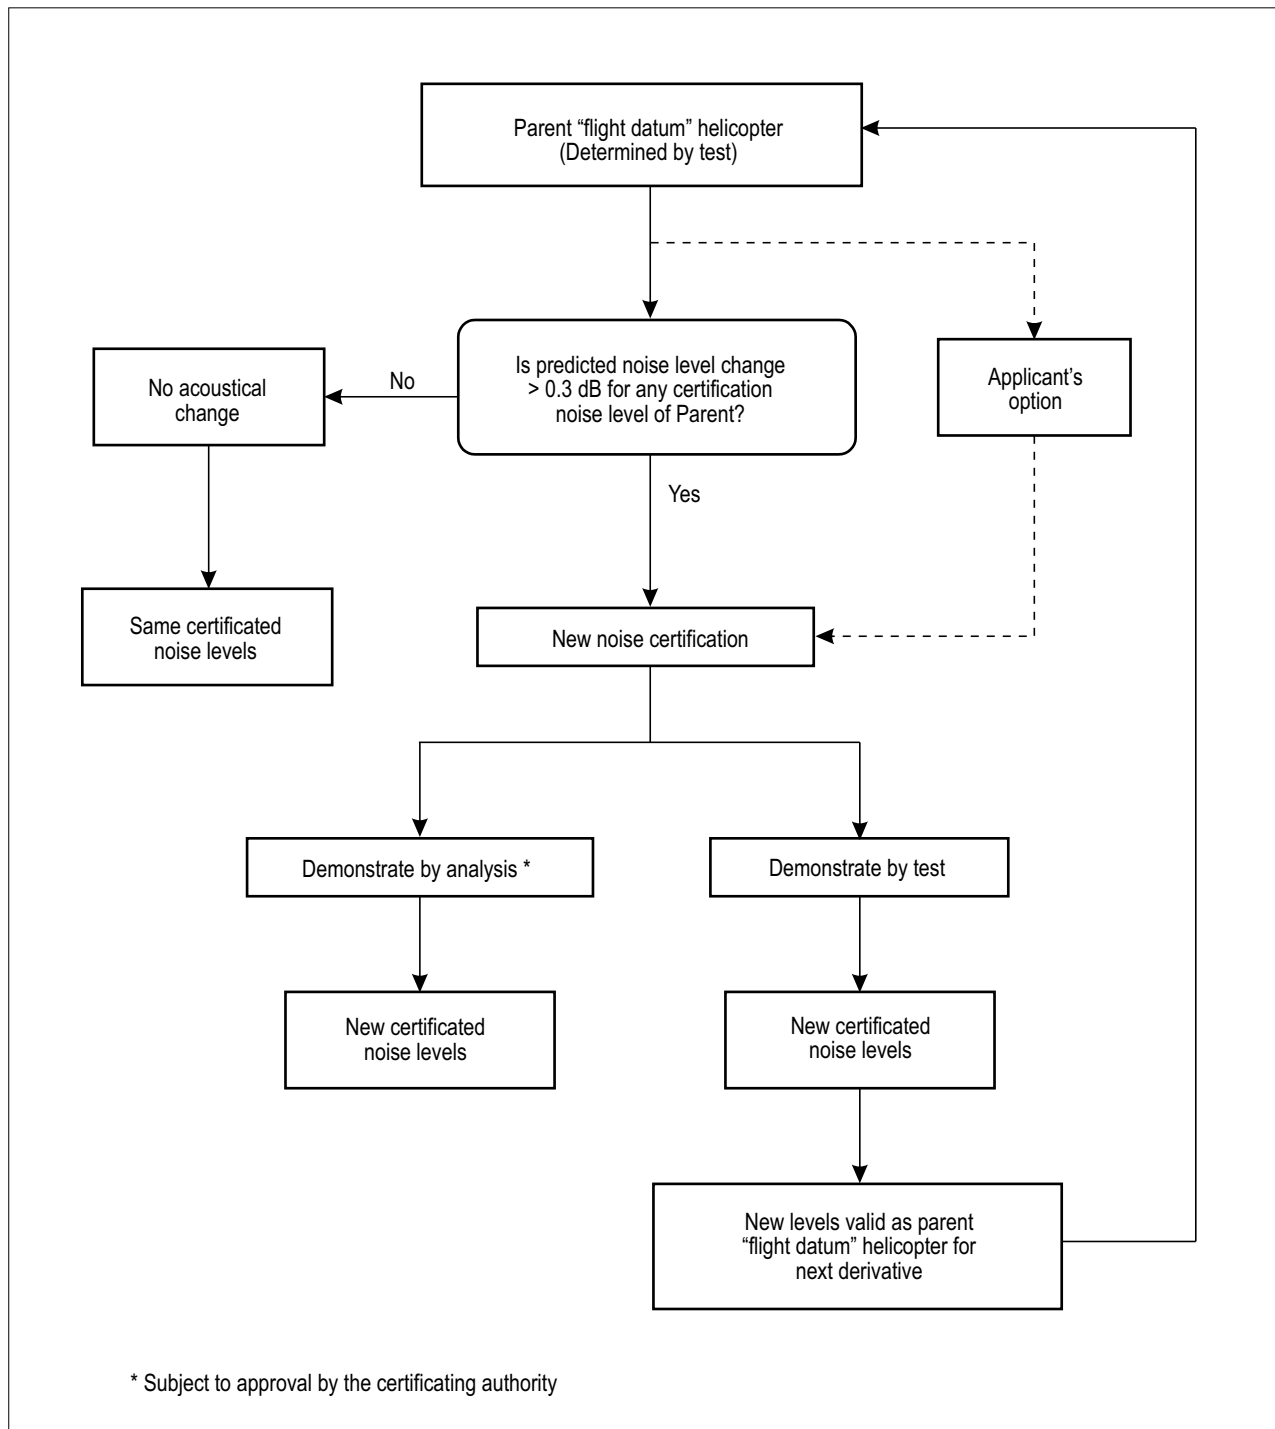 Parent “flight datum” helicopter
(Determined by test)
Is predicted noise level change
> 0.3 dB for any certification
noise level of Parent?
No
No acoustical
change
Applicant’s
option
Yes
Same certificated
noise levels
New noise certification
Demonstrate by analysis *
Demonstrate by test
New certificated
noise levels
New certificated
noise levels
New levels valid as parent
“flight datum” helicopter for
next derivative
* Subject to approval by the certificating authority